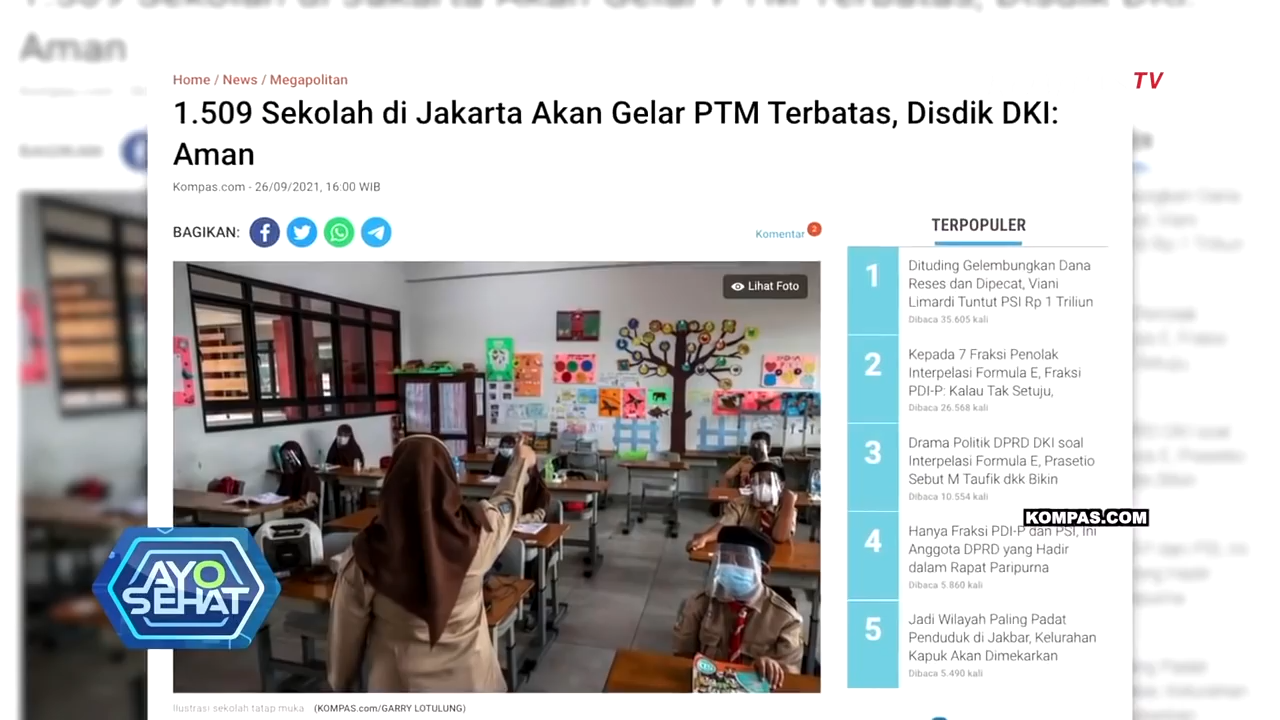 TV
Home / News / Megapolitan
1.509 Sekolah di Jakarta Akan Gelar PTM Terbatas, Disdik DKI:
Aman
Kompas.com - 26/09/2021, 16:00 WIB
BAGIKAN:
Komentar 2
Lihat Foto
TERPOPULER
1
Dituding Gelembungkan Dana
Reses dan Dipecat, Viani
Limardi Tuntut PSI Rp 1 Triliun
Dibaca 35.605 kali
2
Kepada 7 Fraksi Penolak
Interpelasi Formula E, Fraksi
PDI-P: Kalau Tak Setuju,
Dibaca 26.568 kali
3
Drama Politik DPRD DKI soal
Interpelasi Formula E, Prasetio
Sebut M Taufik dkk Bikin
Dibaca 10.554 kali
KOMPAS.COM
4
Hanya Fraksi PDI-P dan PSI, Ini
Anggota DPRD yang Hadir
dalam Rapat Paripurna
Dibaca 5.860 kali
5
Jadi Wilayah Paling Padat
Penduduk di Jakbar, Kelurahan
Kapuk Akan Dimekarkan
Dibaca 5.490 kali
AYO
SEHAT
Ilustrasi sekolah tatap muka (KOMPAS.com/GARRY LOTULUNG)